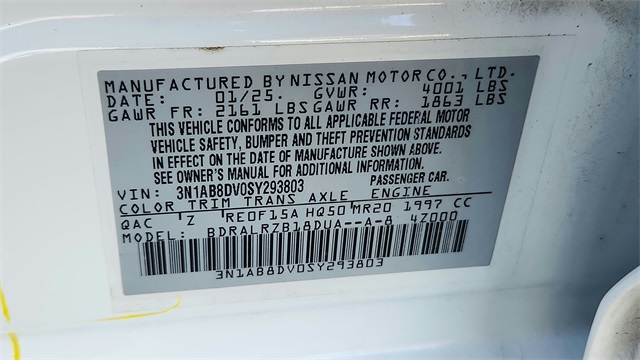 MANUFACTURED BY NISSAN MOTOR CO., LTD.
DATE: 01/25. GVWR: 4001 LBS
GAWR FR: 2161 LBS GAWR RR: 1863 LBS
THIS VEHICLE CONFORMS TO ALL APPLICABLE FEDERAL MOTOR
VEHICLE SAFETY, BUMPER AND THEFT PREVENTION STANDARDS
IN EFFECT ON THE DATE OF MANUFACTURE SHOWN ABOVE.
SEE OWNER'S MANUAL FOR ADDITIONAL INFORMATION.
VIN: 3N1AB8DV0SY293803 PASSENGER CAR.
COLOR TRIM TRANS AXLE ENGINE
QAC Z RE0F15A HQ50 MR20 1997 CC
MODEL: BDRALRZB18DUA--A-8 4Z000
3N1AB8DV0SY293803